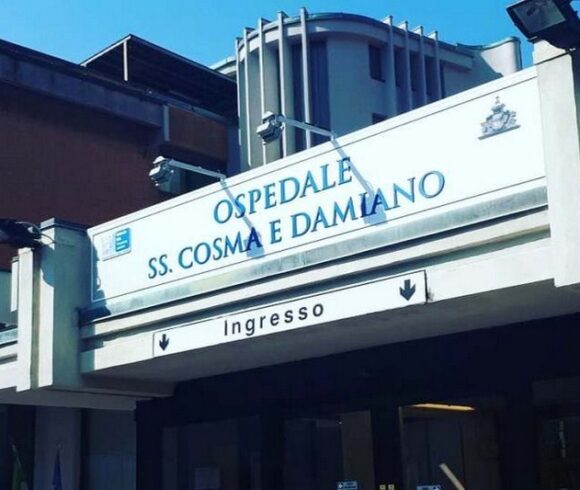 OSPEDALE
SS. COSMA E DAMIANO
Ingresso